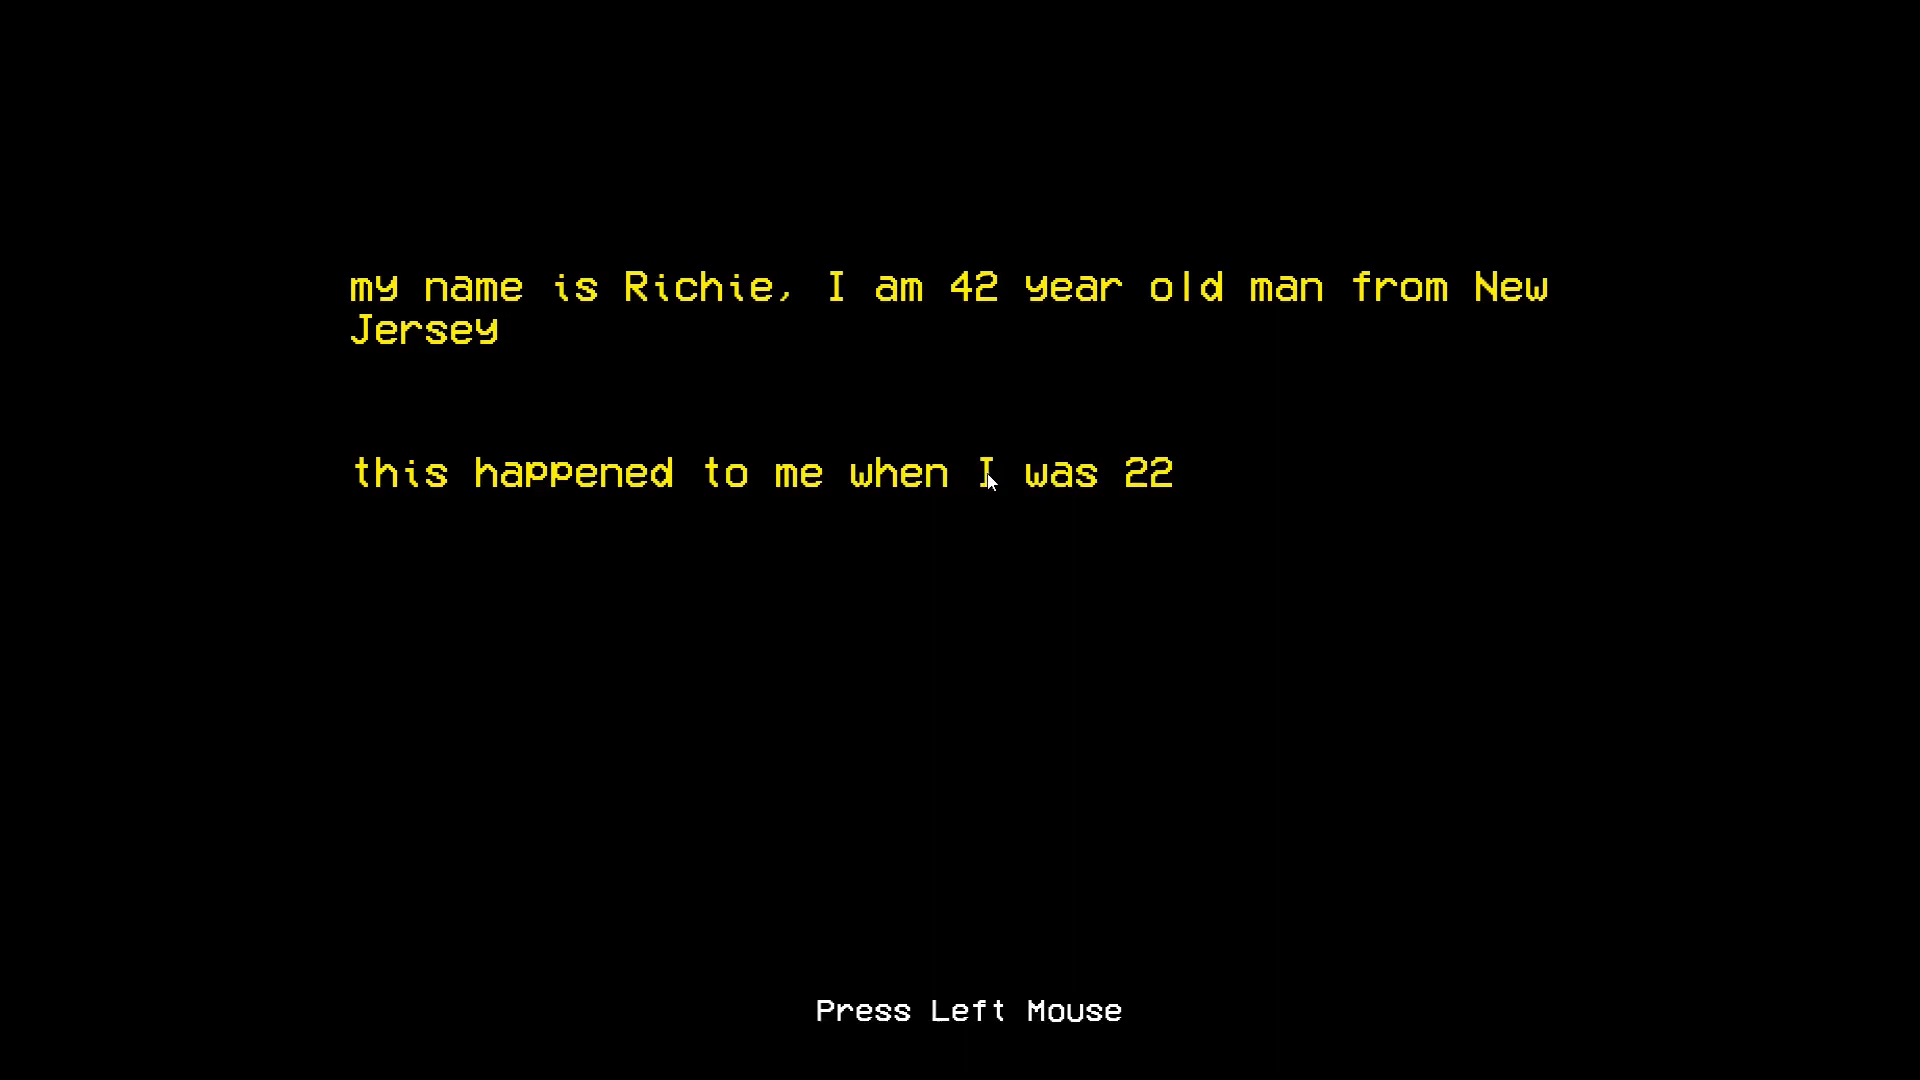 my name is Richie, I am 42 year old man from New
Jersey
this happened to me when I was 22
Press Left Mouse